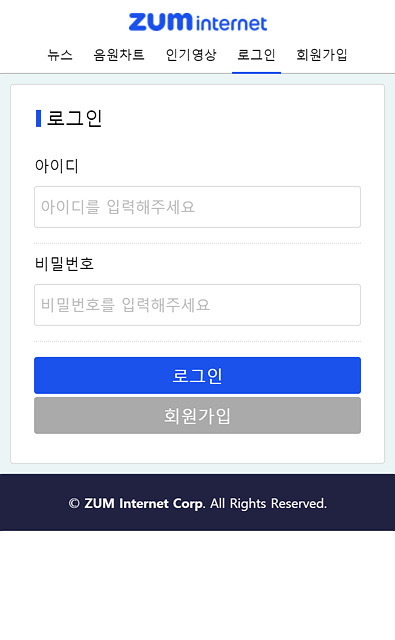 ZUM internet
뉴스 음원차트 인기영상 로그인 회원가입
로그인
아이디
아이디를 입력해주세요
비밀번호
비밀번호를 입력해주세요
로그인
회원가입
© ZUM Internet Corp. All Rights Reserved.